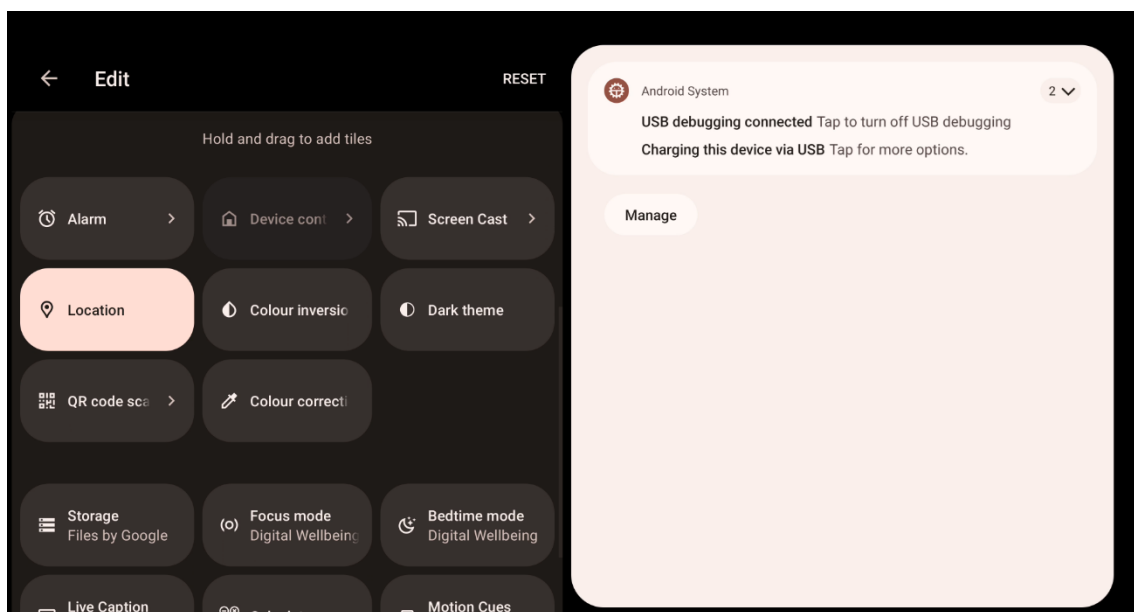 Edit
RESET
Hold and drag to add tiles
Alarm
Device cont
Screen Cast
Location
Colour inversio
Dark theme
QR code sca
Colour correcti
Storage
Files by Google
Focus mode
Digital Wellbeing
Bedtime mode
Digital Wellbeing
Live Caption
Motion Cues
Android System
2
USB debugging connected Tap to turn off USB debugging
Charging this device via USB Tap for more options.
Manage